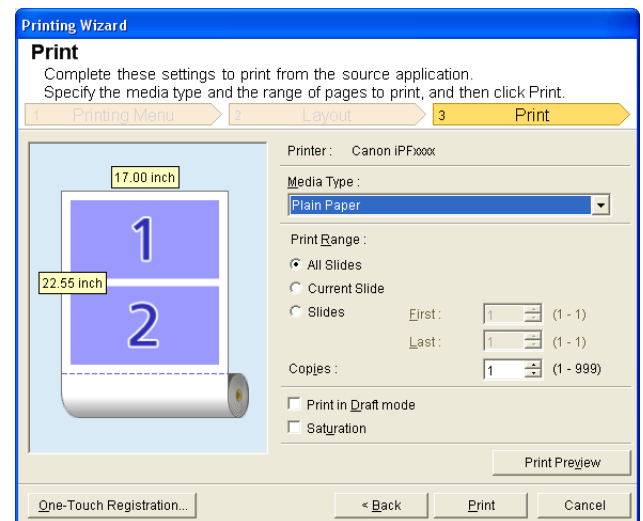 Printing Wizard
Print
Complete these settings to print from the source application.
Specify the media type and the range of pages to print, and then click Print.
1 Printing Menu 2 Layout 3 Print
17.00 inch
22.55 inch
1
2
Printer : Canon iPFxxxx
Media Type :
Plain Paper
Print Range :
All Slides
Current Slide
Slides First : 1 (1 - 1)
Last : 1 (1 - 1)
Copies : 1 (1 - 999)
Print in Draft mode
Saturation
Print Preview
One-Touch Registration... < Back Print Cancel